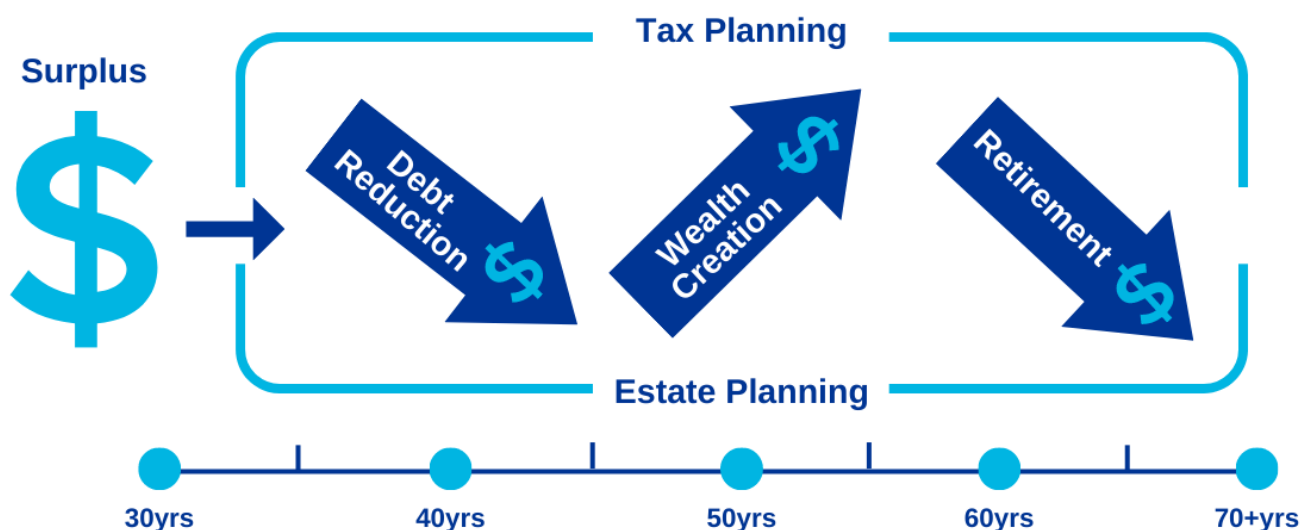 Tax Planning
Surplus
$
Debt
Reduction
$
Wealth
Creation
$
Retirement
$
Estate Planning
30yrs
40yrs
50yrs
60yrs
70+yrs